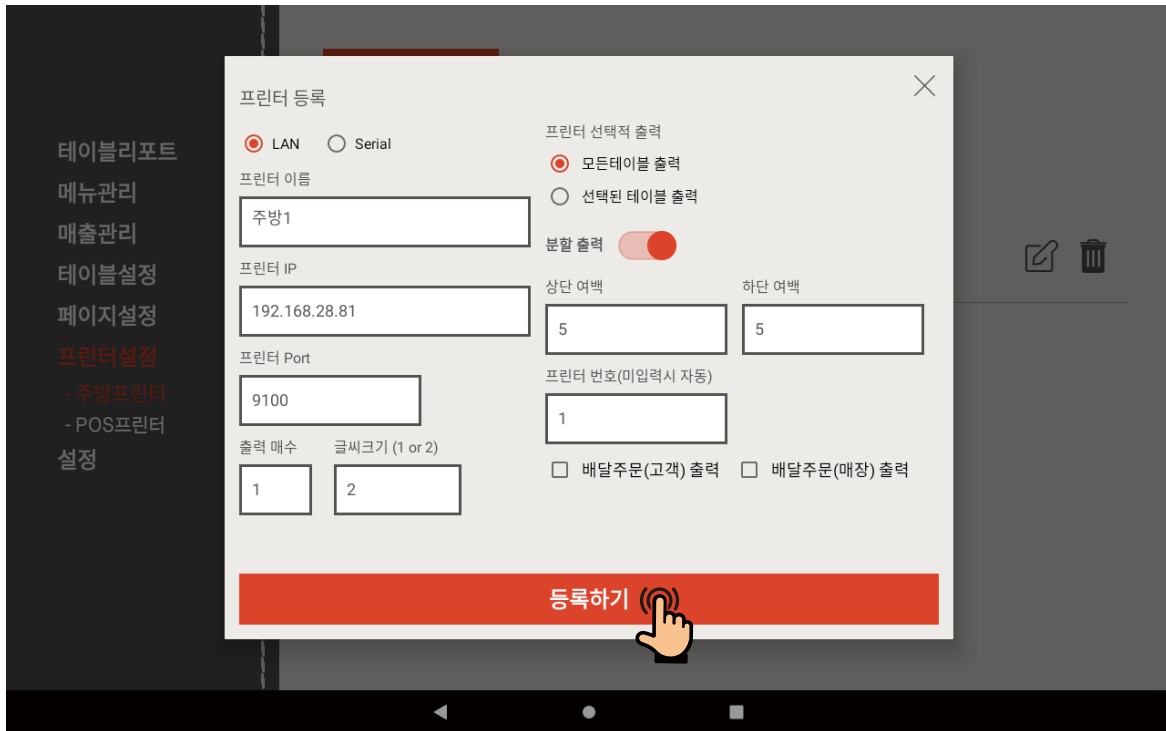 테이블리포트
메뉴관리
매출관리
테이블설정
페이지설정
프린터설정
- 주방프린터
- POS프린터
설정
프린터 등록
LAN
Serial
프린터 이름
주방1
프린터 IP
192.168.28.81
프린터 Port
9100
출력 매수
글씨크기 (1 or 2)
1
2
프린터 선택적 출력
모든테이블 출력
선택된 테이블 출력
분할 출력
상단 여백
하단 여백
5
5
프린터 번호(미입력시 자동)
1
배달주문(고객) 출력
배달주문(매장) 출력
등록하기